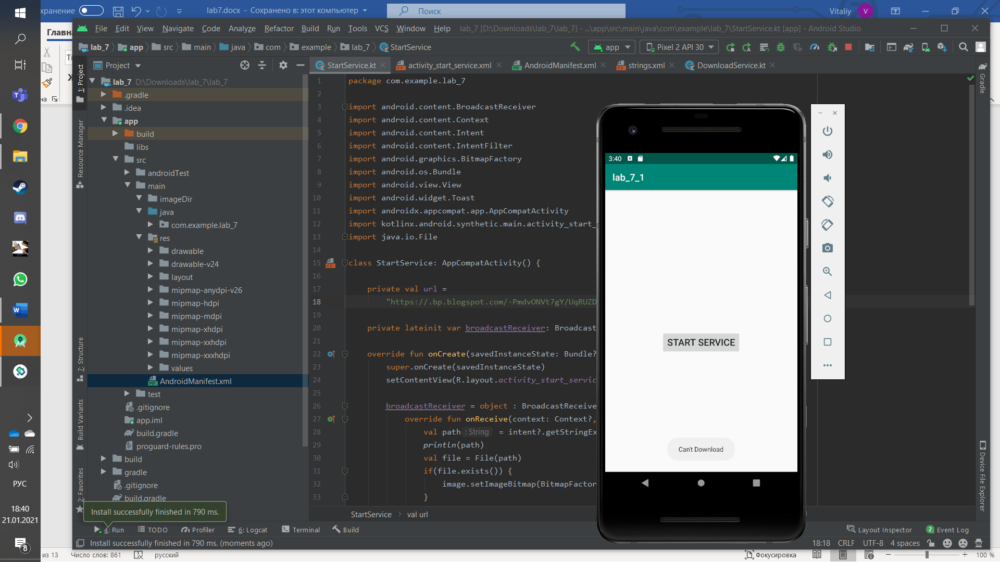 хранение
lab7.docx - Сохранено в: этот компьютер
Поиск
Vitaliy
V
File Edit View Navigate Code Analyze Refactor Build Run Tools VCS Window Help lab_7 [D:\Downloads\lab_7\lab_7] - ...\app\src\main\java\com\example\lab_7\StartService.kt [app] - Android Studio
lab_7 app src main java com example lab_7 StartService
app
Pixel 2 API 30
Project
StartService.kt activity_start_service.xml AndroidManifest.xml strings.xml DownloadService.kt
1: Project
Resource Manager
7: Structure
Build Variants
2: Favorites
lab_7 D:\Downloads\lab_7\lab_7
.gradle
.idea
app
build
libs
src
androidTest
main
imageDir
java
com.example.lab_7
res
drawable
drawable-v24
layout
mipmap-anydpi-v26
mipmap-hdpi
mipmap-mdpi
mipmap-xhdpi
mipmap-xxhdpi
mipmap-xxxhdpi
values
AndroidManifest.xml
test
.gitignore
app.iml
build.gradle
proguard-rules.pro
build
gradle
.gitignore
build.gradle
Install successfully finished in 790 ms.
1 package com.example.lab_7
2
3 import android.content.BroadcastReceiver
4 import android.content.Context
5 import android.content.Intent
6 import android.content.IntentFilter
7 import android.graphics.BitmapFactory
8 import android.os.Bundle
9 import android.view.View
10 import android.widget.Toast
11 import androidx.appcompat.app.AppCompatActivity
12 import kotlinx.android.synthetic.main.activity_start_
13 import java.io.File
14
15 class StartService: AppCompatActivity() {
16
17 private val url =
18 "https://.bp.blogspot.com/-PmdvONVt7gY/UqRUZD
19
20 private lateinit var broadcastReceiver: Broadcast
21
22 override fun onCreate(savedInstanceState: Bundle?
23 super.onCreate(savedInstanceState)
24 setContentView(R.layout.activity_start_servic
25
26 broadcastReceiver = object : BroadcastReceive
27 override fun onReceive(context: Context?,
28 val path : String = intent?.getStringEx
29 println(path)
30 val file = File(path)
31 if(file.exists()) {
32 image.setImageBitmap(BitmapFactor
33 }
StartService val url
3:40
lab_7_1
START SERVICE
Can't Download
Gradle
Device File Explorer
4: Run TODO Profiler 6: Logcat Terminal Build
Layout Inspector 2 Event Log
Install successfully finished in 790 ms. (moments ago)
18:18 CRLF UTF-8 4 spaces
Главна
на
РУС
18:40
21.01.2021
8
из 13 Число слов: 861 русский
Фокусировка
100 %